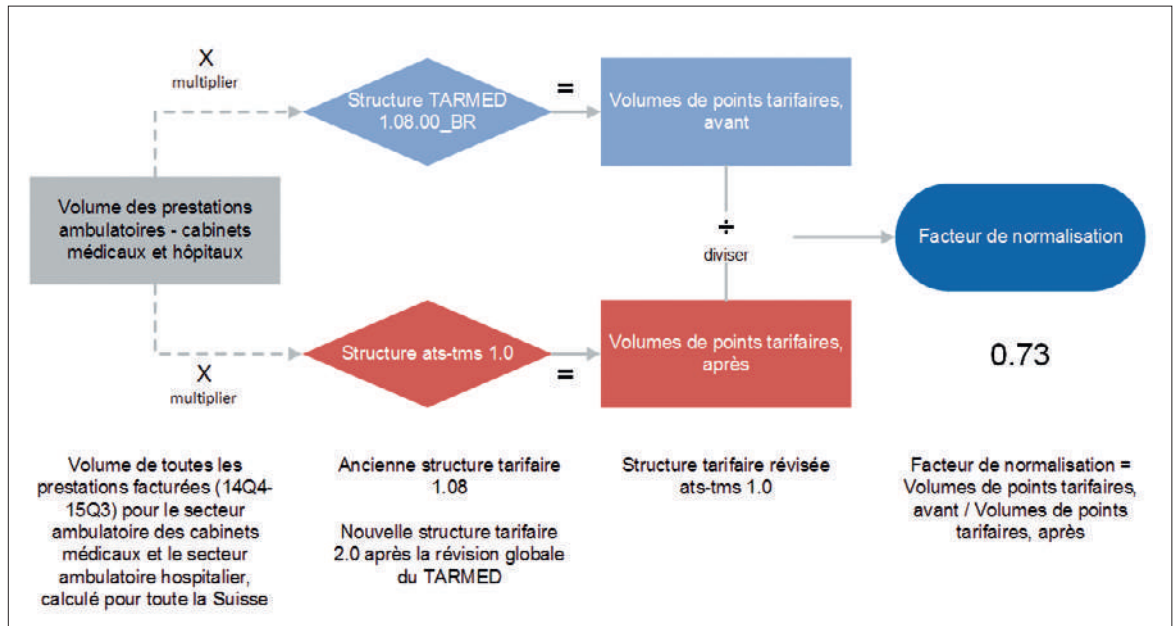 X
multiplier
Structure TARMED
1.08.00_BR
=
Volumes de points tarifaires,
avant
Volume des prestations
ambulatoires - cabinets
médicaux et hôpitaux
÷
diviser
Facteur de normalisation
X
multiplier
Structure ats-tms 1.0
=
Volumes de points tarifaires,
après
0.73
Volume de toutes les
prestations facturées (14Q4-
15Q3) pour le secteur
ambulatoire des cabinets
médicaux et le secteur
ambulatoire hospitalier,
calculé pour toute la Suisse
Ancienne structure tarifaire
1.08
Nouvelle structure tarifaire
2.0 après la révision globale
du TARMED
Structure tarifaire révisée
ats-tms 1.0
Facteur de normalisation =
Volumes de points tarifaires,
avant / Volumes de points
tarifaires, après